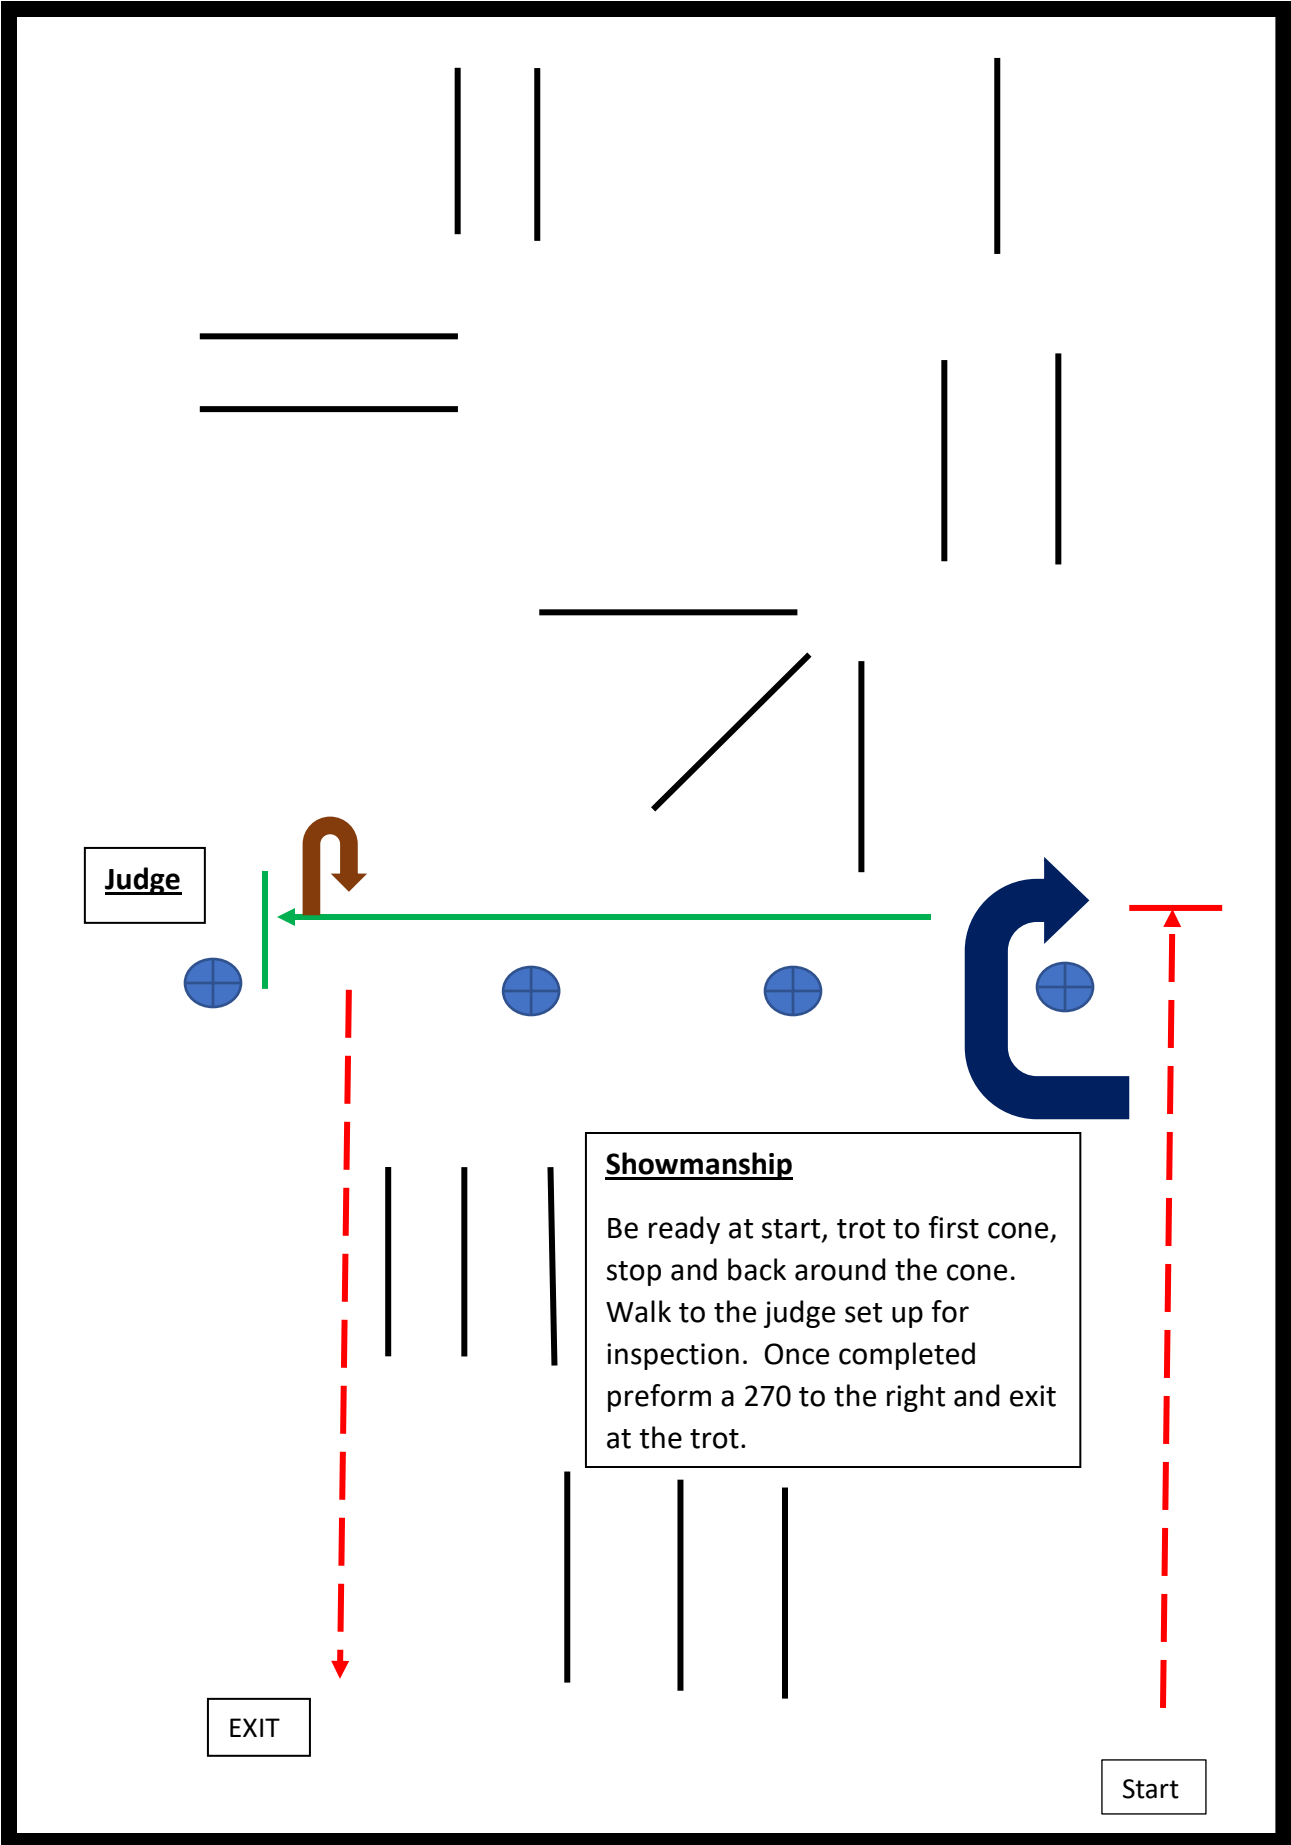 Judge
Showmanship
Be ready at start, trot to first cone,
stop and back around the cone.
Walk to the judge set up for
inspection.  Once completed
preform a 270 to the right and exit
at the trot.
EXIT
Start